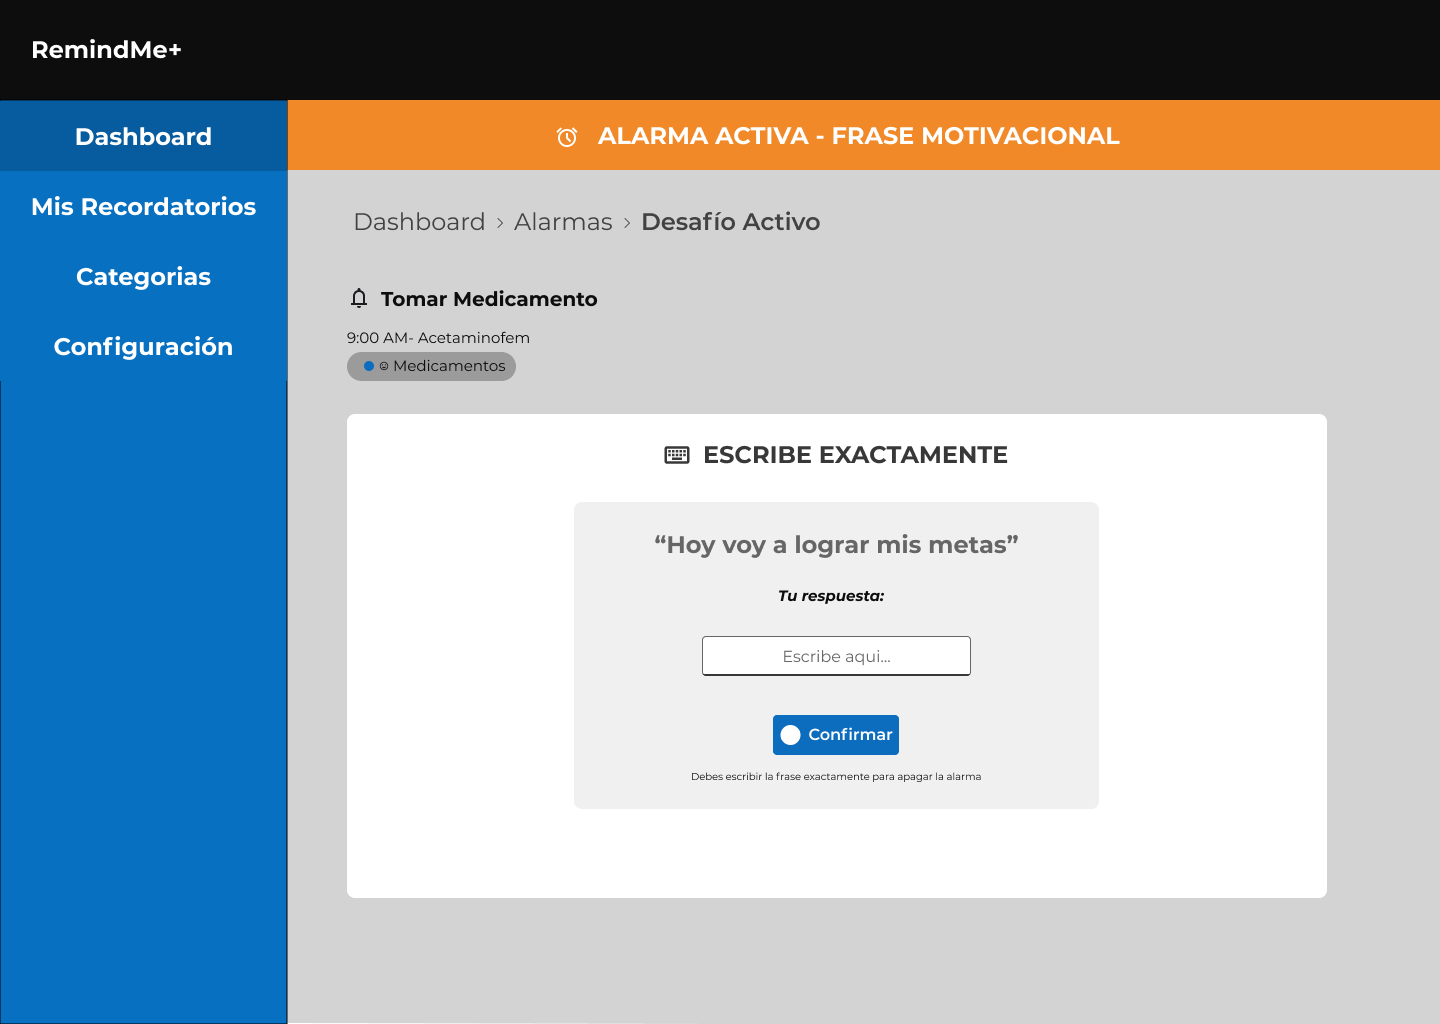 RemindMe+
Dashboard
Mis Recordatorios
Categorias
Configuración
ALARMA ACTIVA - FRASE MOTIVACIONAL
Dashboard > Alarmas > Desafío Activo
Tomar Medicamento
9:00 AM- Acetaminofem
Medicamentos
ESCRIBE EXACTAMENTE
“Hoy voy a lograr mis metas”
Tu respuesta:
Escribe aqui...
Confirmar
Debes escribir la frase exactamente para apagar la alarma